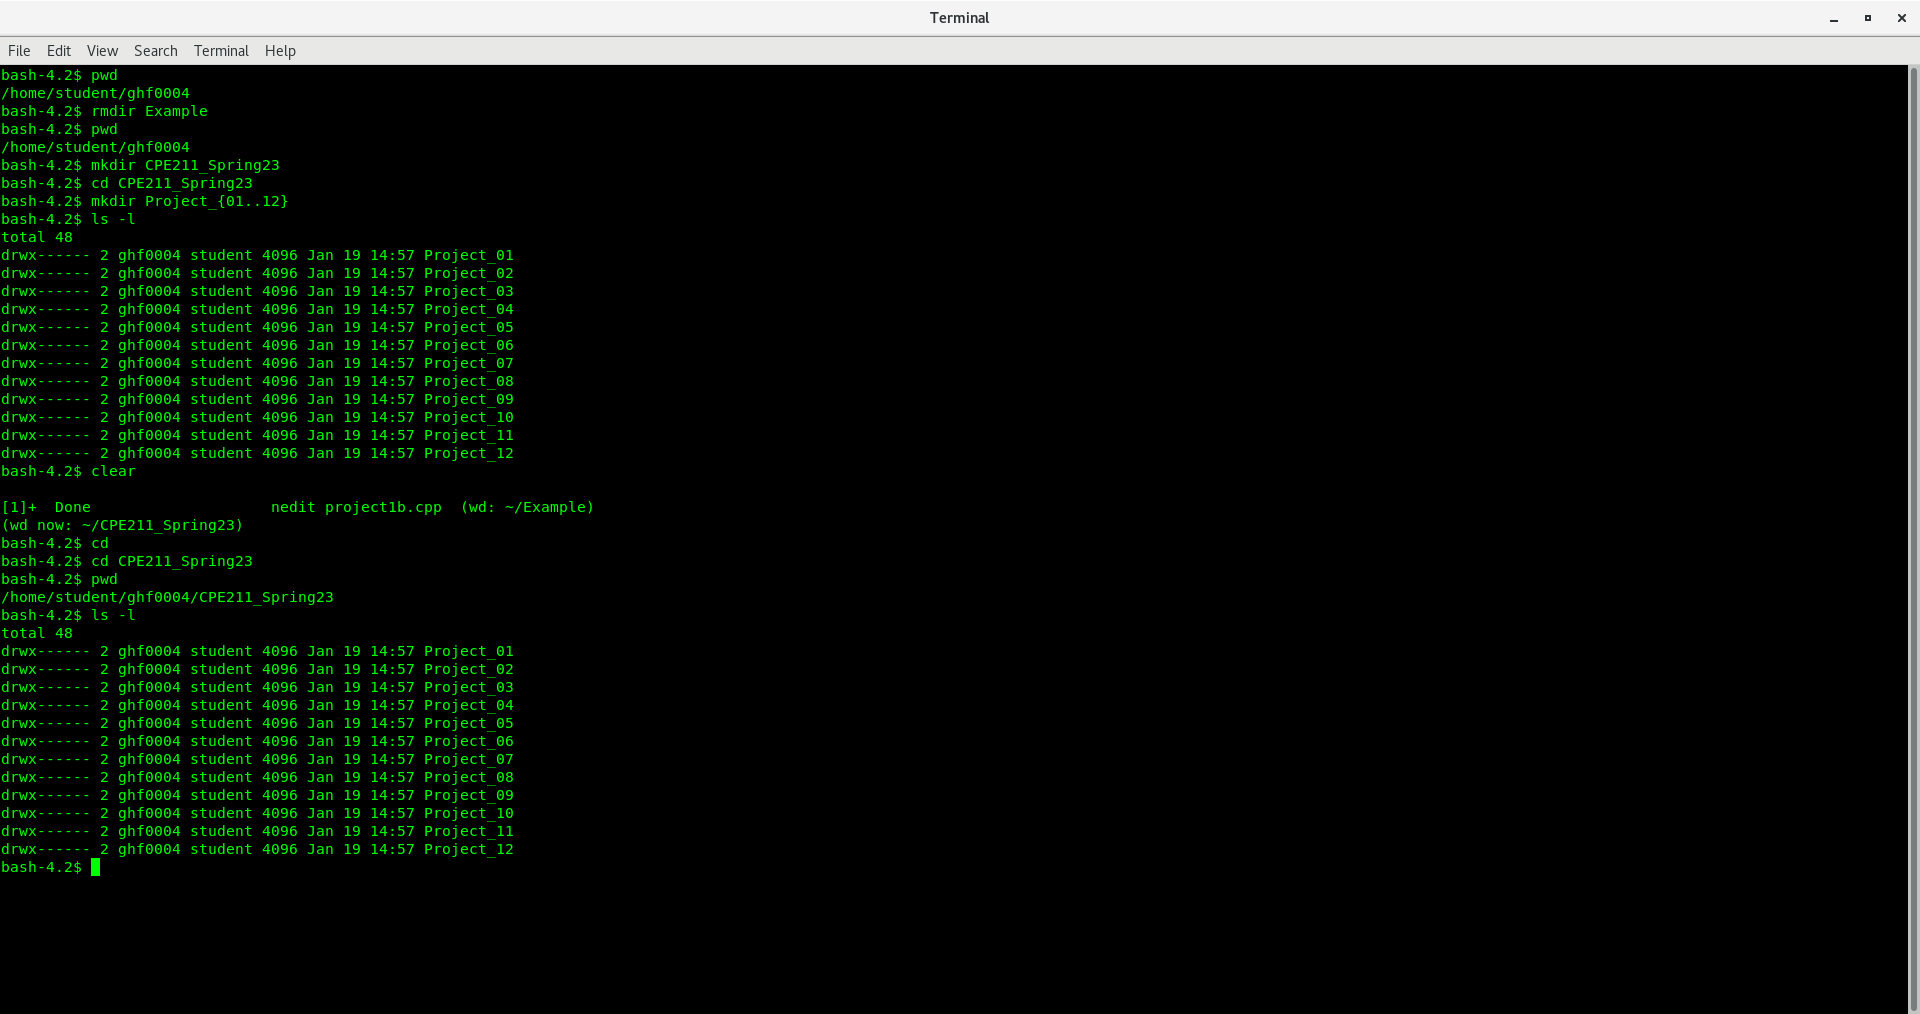 Terminal
File Edit View Search Terminal Help
bash-4.2$ pwd
/home/student/ghf0004
bash-4.2$ rmdir Example
bash-4.2$ pwd
/home/student/ghf0004
bash-4.2$ mkdir CPE211_Spring23
bash-4.2$ cd CPE211_Spring23
bash-4.2$ mkdir Project_{01..12}
bash-4.2$ ls -l
total 48
drwx------ 2 ghf0004 student 4096 Jan 19 14:57 Project_01
drwx------ 2 ghf0004 student 4096 Jan 19 14:57 Project_02
drwx------ 2 ghf0004 student 4096 Jan 19 14:57 Project_03
drwx------ 2 ghf0004 student 4096 Jan 19 14:57 Project_04
drwx------ 2 ghf0004 student 4096 Jan 19 14:57 Project_05
drwx------ 2 ghf0004 student 4096 Jan 19 14:57 Project_06
drwx------ 2 ghf0004 student 4096 Jan 19 14:57 Project_07
drwx------ 2 ghf0004 student 4096 Jan 19 14:57 Project_08
drwx------ 2 ghf0004 student 4096 Jan 19 14:57 Project_09
drwx------ 2 ghf0004 student 4096 Jan 19 14:57 Project_10
drwx------ 2 ghf0004 student 4096 Jan 19 14:57 Project_11
drwx------ 2 ghf0004 student 4096 Jan 19 14:57 Project_12
bash-4.2$ clear

[1]+  Done                    nedit project1b.cpp  (wd: ~/Example)
(wd now: ~/CPE211_Spring23)
bash-4.2$ cd
bash-4.2$ cd CPE211_Spring23
bash-4.2$ pwd
/home/student/ghf0004/CPE211_Spring23
bash-4.2$ ls -l
total 48
drwx------ 2 ghf0004 student 4096 Jan 19 14:57 Project_01
drwx------ 2 ghf0004 student 4096 Jan 19 14:57 Project_02
drwx------ 2 ghf0004 student 4096 Jan 19 14:57 Project_03
drwx------ 2 ghf0004 student 4096 Jan 19 14:57 Project_04
drwx------ 2 ghf0004 student 4096 Jan 19 14:57 Project_05
drwx------ 2 ghf0004 student 4096 Jan 19 14:57 Project_06
drwx------ 2 ghf0004 student 4096 Jan 19 14:57 Project_07
drwx------ 2 ghf0004 student 4096 Jan 19 14:57 Project_08
drwx------ 2 ghf0004 student 4096 Jan 19 14:57 Project_09
drwx------ 2 ghf0004 student 4096 Jan 19 14:57 Project_10
drwx------ 2 ghf0004 student 4096 Jan 19 14:57 Project_11
drwx------ 2 ghf0004 student 4096 Jan 19 14:57 Project_12
bash-4.2$